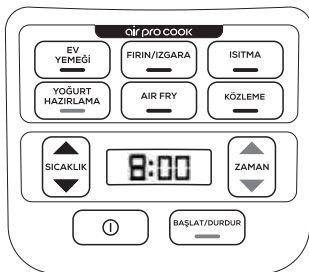 air pro cook
EV
YEMEĞİ
FIRIN/IZGARA
ISITMA
YOĞURT
HAZIRLAMA
AIR FRY
KÖZLEME
SICAKLIK
8:00
ZAMAN
BAŞLAT/DURDUR